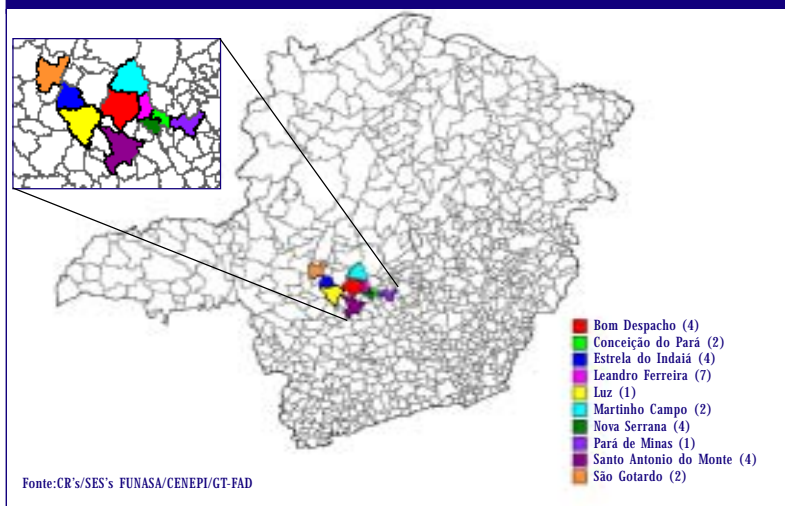 Bom Despacho (4)
Conceição do Pará (2)
Estrela do Indaiá (4)
Leandro Ferreira (7)
Luz (1)
Martinho Campo (2)
Nova Serrana (4)
Pará de Minas (1)
Santo Antonio do Monte (4)
São Gotardo (2)
Fonte:CR's/SES's FUNASA/CENEPI/GT-FAD